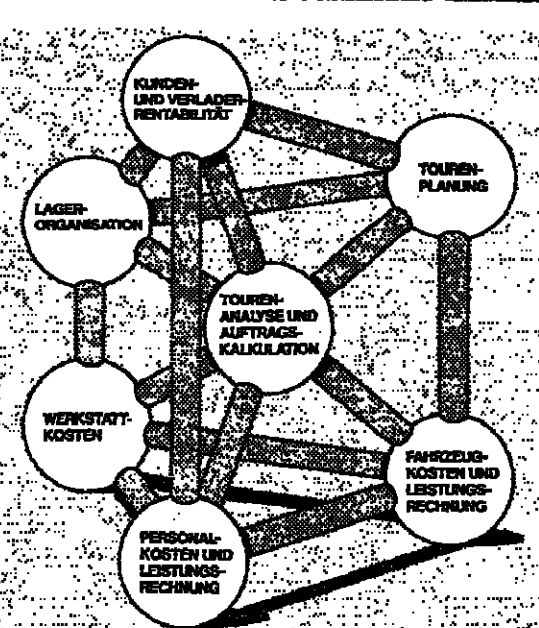 KUNDEN-
UND VERLADER-
RENTABILITÄT
TOUREN-
PLANUNG
LAGER-
ORGANISATION
TOUREN-
ANALYSE UND
AUFTRAGS-
KALKULATION
WERKSTATT-
KOSTEN
FAHRZEUG-
KOSTEN UND
LEISTUNGS-
RECHNUNG
PERSONAL-
KOSTEN UND
LEISTUNGS-
RECHNUNG